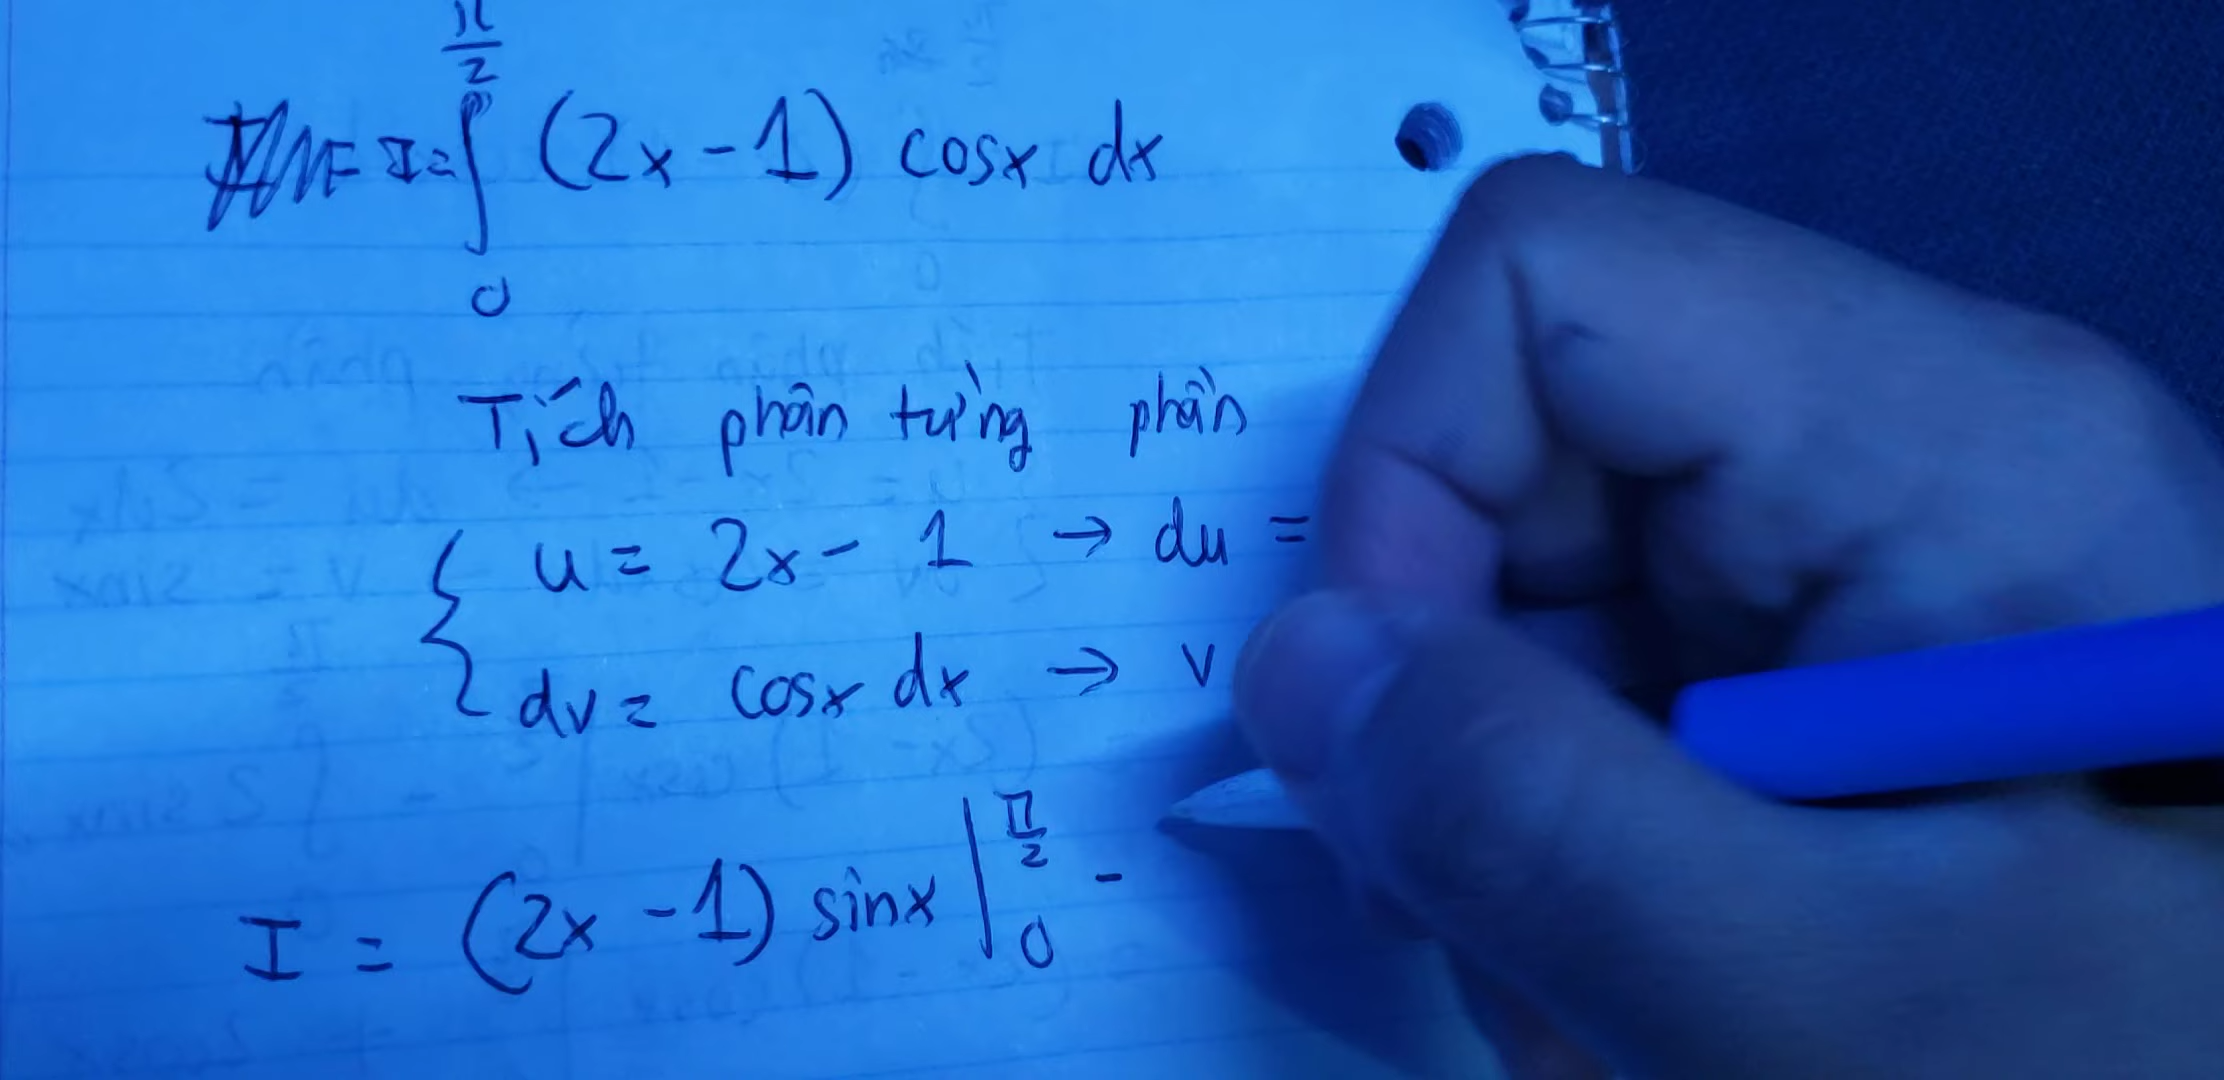 I = ∫₀^(π/2) (2x - 1) cosx dx
Tích phân từng phần
{ u = 2x - 1 → du =
dv = cosx dx → v
I = (2x - 1) sinx |₀^(π/2) -